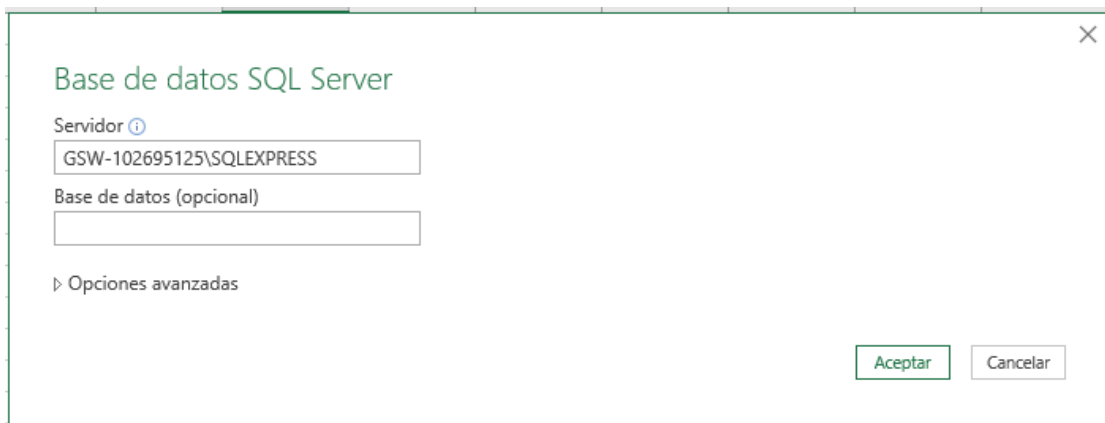 Base de datos SQL Server
Servidor
GSW-102695125\SQLEXPRESS
Base de datos (opcional)
Opciones avanzadas
Aceptar Cancelar